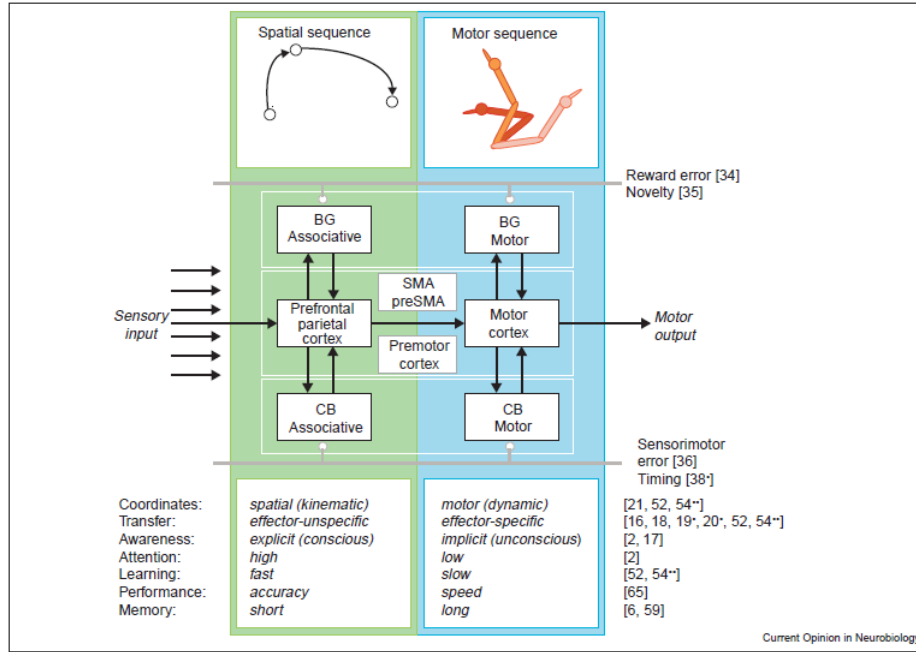 Spatial sequence
Motor sequence
Reward error [34]
Novelty [35]
BG
Associative
BG
Motor
SMA
preSMA
Sensory
input
Prefrontal
parietal
cortex
Motor
cortex
Motor
output
Premotor
cortex
CB
Associative
CB
Motor
Sensorimotor
error [36]
Timing [38•]
Coordinates: spatial (kinematic) motor (dynamic) [21, 52, 54••]
Transfer: effector-unspecific effector-specific [16, 18, 19•, 20•, 52, 54••]
Awareness: explicit (conscious) implicit (unconscious) [2, 17]
Attention: high low [2]
Learning: fast slow [52, 54••]
Performance: accuracy speed [65]
Memory: short long [6, 59]
Current Opinion in Neurobiology